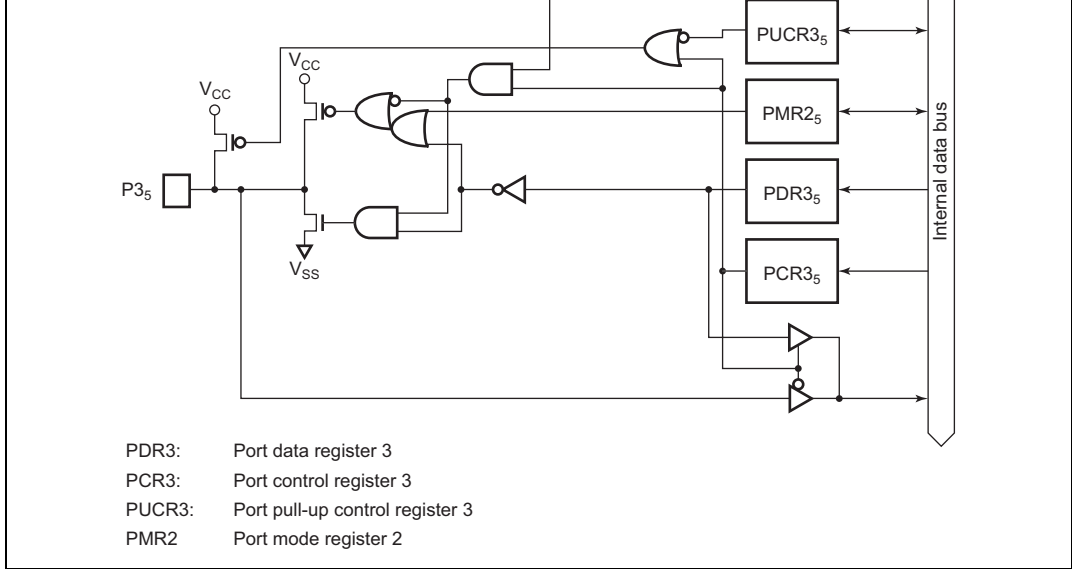 PUCR3₅
V_CC
V_CC
PMR2₅
P3₅
PDR3₅
Internal data bus
V_SS
PCR3₅
PDR3: Port data register 3
PCR3: Port control register 3
PUCR3: Port pull-up control register 3
PMR2 Port mode register 2